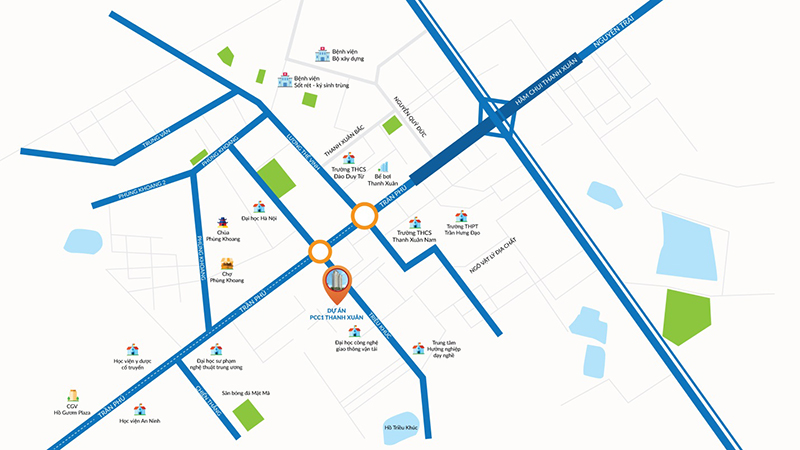 NGUYỄN TRÃI
HẦM CHUI THANH XUÂN
Bệnh viện
Bộ xây dựng
Bệnh viện
Sốt rét - ký sinh trùng
NGUYỄN QUÝ ĐỨC
THANH XUÂN BẮC
LƯƠNG THẾ VINH
TRUNG VĂN
PHÙNG KHOANG
PHÙNG KHOANG 2
Trường THCS
Đào Duy Từ
Bể bơi
Thanh Xuân
TRẦN PHÚ
Đại học Hà Nội
Chùa
Phùng Khoang
Trường THCS
Thanh Xuân Nam
Trường THPT
Trần Hưng Đạo
PHÙNG KHOANG
Chợ
Phùng Khoang
NGÕ VẬT LÝ ĐỊA CHẤT
TRẦN PHÚ
DỰ ÁN
PCC1 THANH XUÂN
TRIỀU KHÚC
Đại học công nghệ
giao thông vận tải
Trung tâm
Hướng nghiệp
dạy nghề
Học viện y dược
cổ truyền
Đại học sư phạm
nghệ thuật trung ương
CHIẾN THẮNG
Sân bóng đá Mật Mã
CGV
Hồ Gươm Plaza
TRẦN PHÚ
Học viện An Ninh
Hồ Triều Khúc